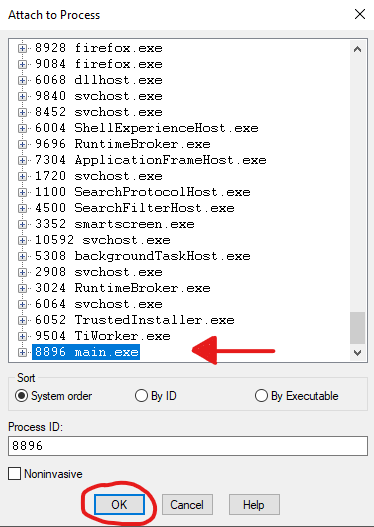 Attach to Process
8928 firefox.exe
9084 firefox.exe
6068 dllhost.exe
9840 svchost.exe
8452 svchost.exe
6004 ShellExperienceHost.exe
9696 RuntimeBroker.exe
7304 ApplicationFrameHost.exe
1720 svchost.exe
1100 SearchProtocolHost.exe
4500 SearchFilterHost.exe
3352 smartscreen.exe
10592 svchost.exe
5308 backgroundTaskHost.exe
2908 svchost.exe
3024 RuntimeBroker.exe
6064 svchost.exe
6052 TrustedInstaller.exe
9504 TiWorker.exe
8896 main.exe
Sort
System order By ID By Executable
Process ID:
8896
Noninvasive
OK Cancel Help